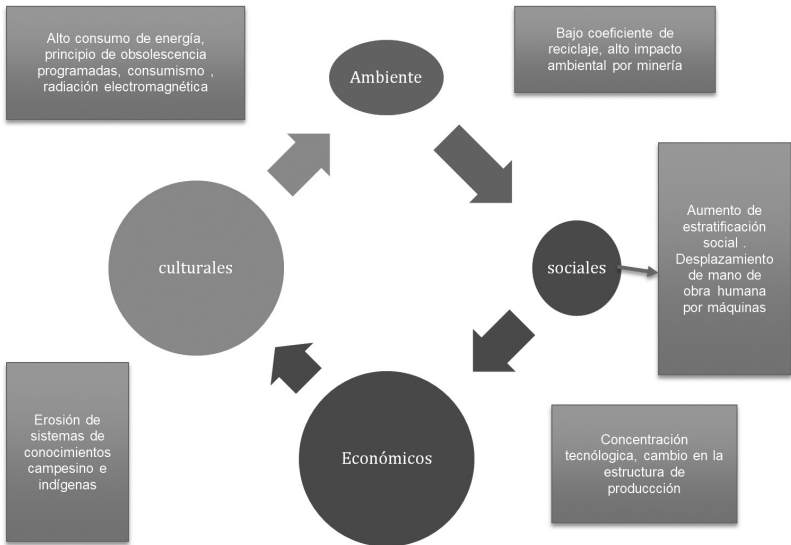 Alto consumo de energía,
principio de obsolescencia
programadas, consumismo ,
radiación electromagnética
Ambiente
Bajo coeficiente de
reciclaje, alto impacto
ambiental por minería
culturales
sociales
Aumento de
estratificación
social .
Desplazamiento
de mano de
obra humana
por máquinas
Económicos
Erosión de
sistemas de
conocimientos
campesino e
indígenas
Concentración
tecnólogica, cambio en la
estructura de
produccción